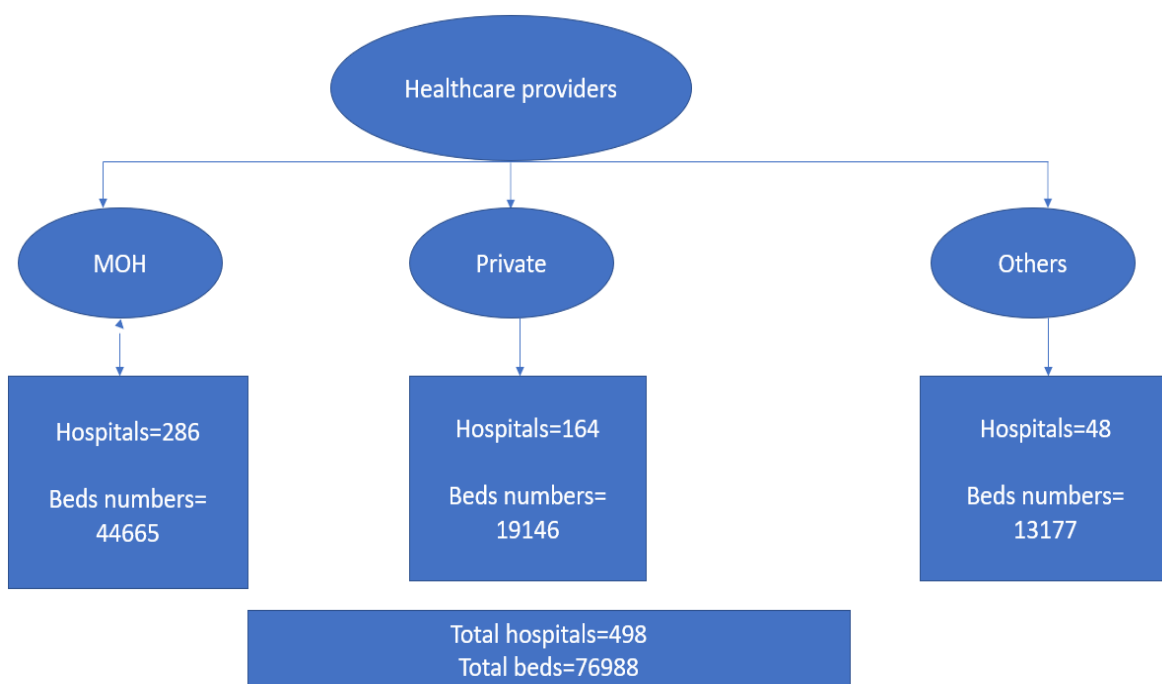 Healthcare providers
MOH
Private
Others
Hospitals=286
Beds numbers=
44665
Hospitals=164
Beds numbers=
19146
Hospitals=48
Beds numbers=
13177
Total hospitals=498
Total beds=76988